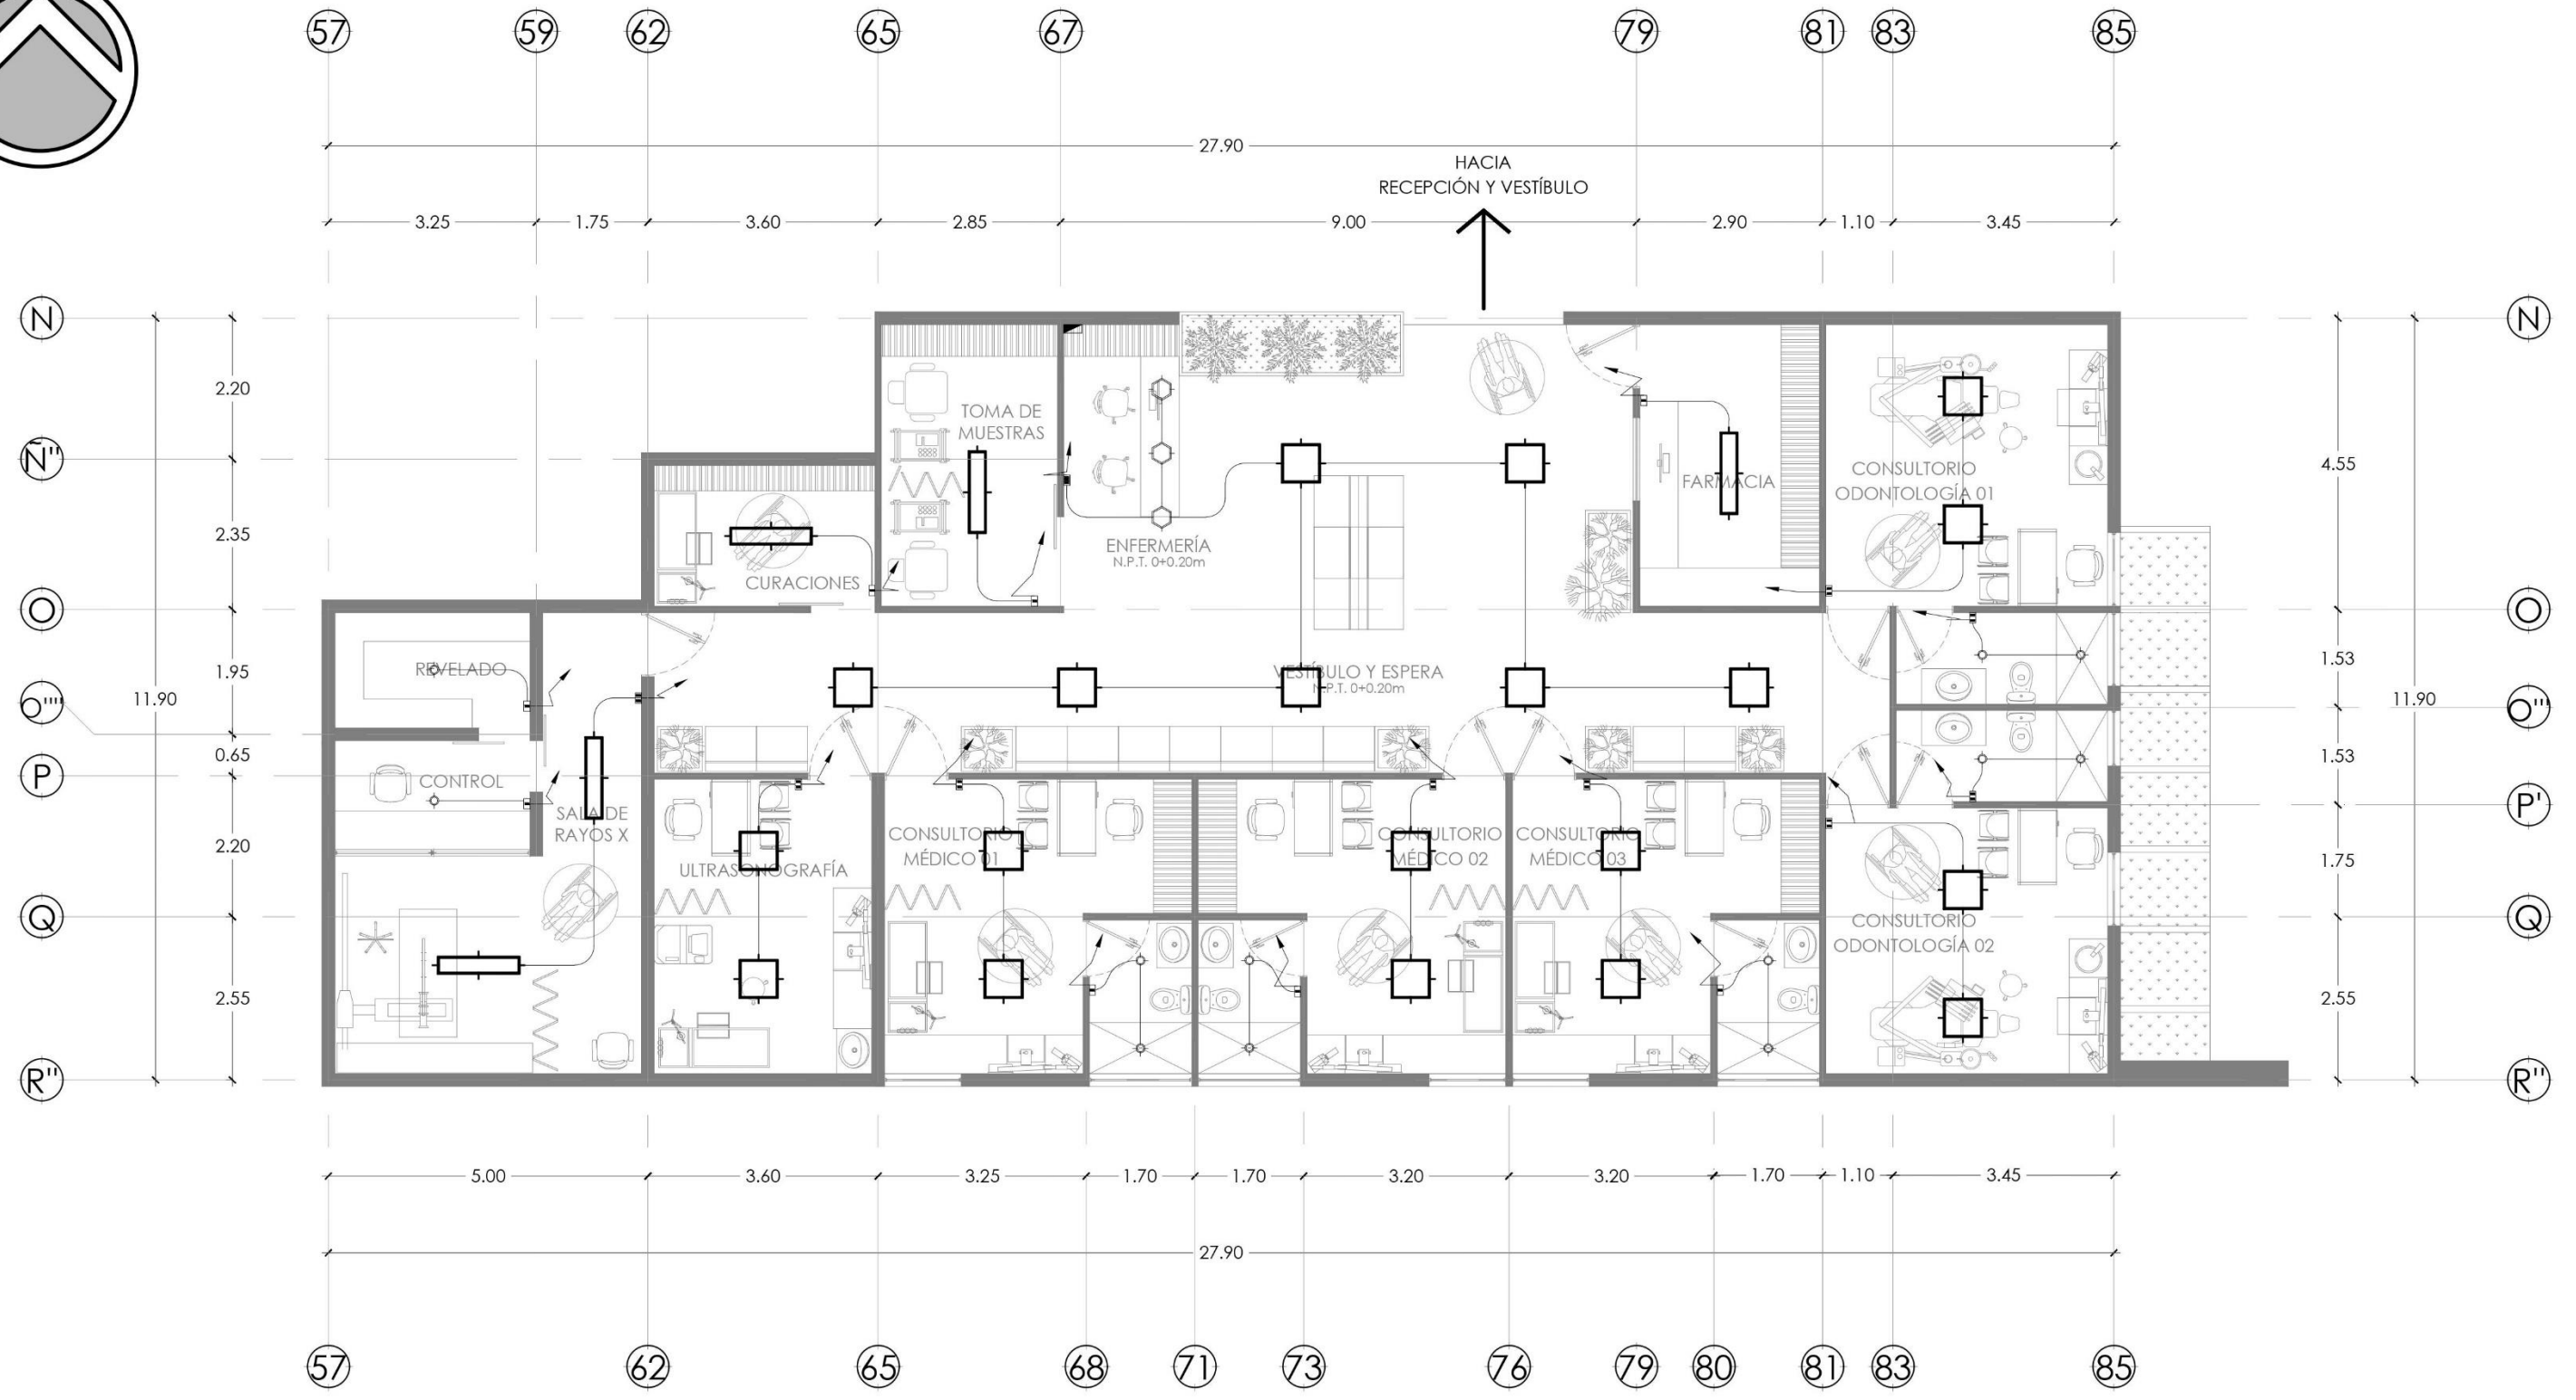 57 59 62 65 67 79 81 83 85
27.90
HACIA
RECEPCIÓN Y VESTÍBULO
3.25 1.75 3.60 2.85 9.00 2.90 1.10 3.45
N N
2.20
TOMA DE
MUESTRAS
Ñ"
4.55
CONSULTORIO
ODONTOLOGÍA 01
FARMACIA
2.35
ENFERMERÍA
N.P.T. 0+0.20m
CURACIONES
O O
1.95
1.53
REVELADO
VESTÍBULO Y ESPERA
N.P.T. 0+0.20m
O"" 11.90
11.90 O'''
0.65
1.53
P
CONTROL
P'
SALA DE
RAYOS X
CONSULTORIO
MÉDICO 01
CONSULTORIO
MÉDICO 02
CONSULTORIO
MÉDICO 03
2.20
1.75
ULTRASONOGRAFÍA
Q Q
CONSULTORIO
ODONTOLOGÍA 02
2.55 2.55
R" R"
5.00 3.60 3.25 1.70 1.70 3.20 3.20 1.70 1.10 3.45
27.90
57 62 65 68 71 73 76 79 80 81 83 85